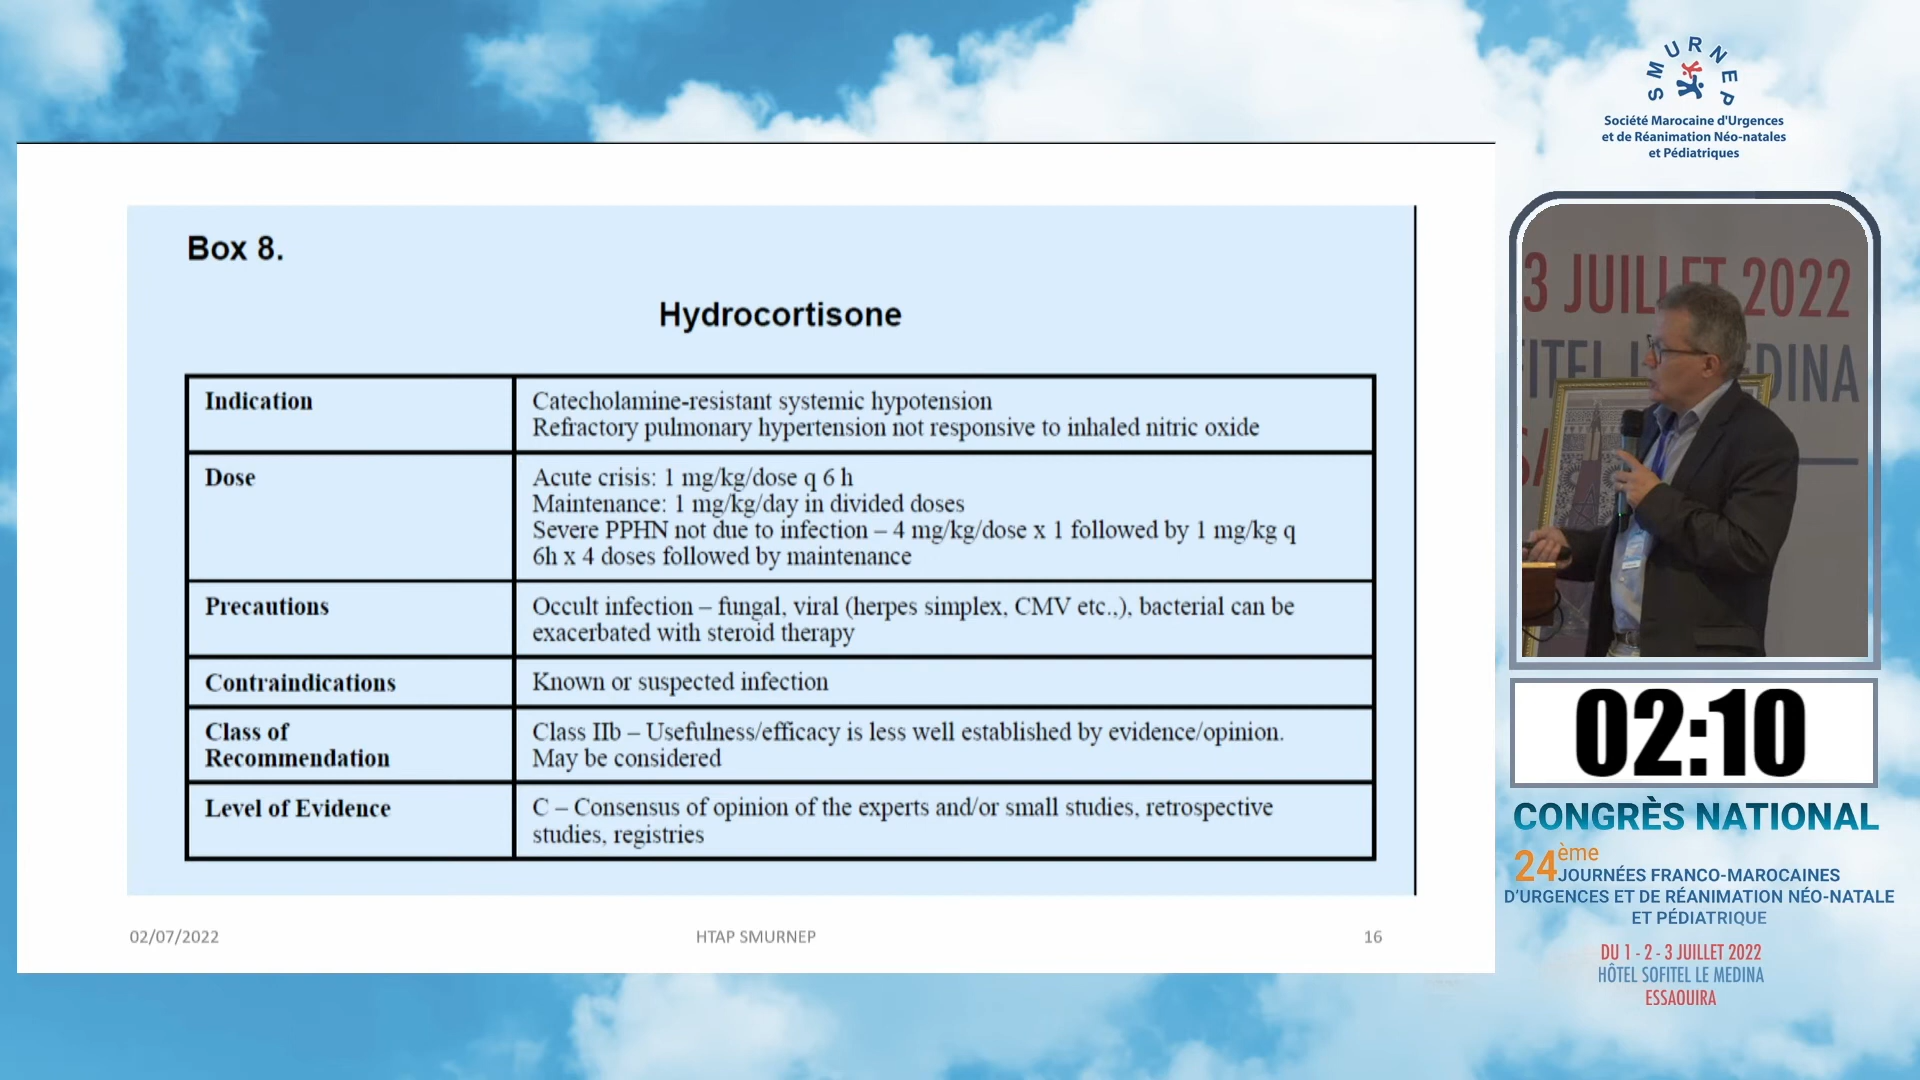 SMURNEP
Société Marocaine d'Urgences
et de Réanimation Néo-natales
et Pédiatriques
Box 8.
Hydrocortisone
Indication
Catecholamine-resistant systemic hypotension
Refractory pulmonary hypertension not responsive to inhaled nitric oxide
Dose
Acute crisis: 1 mg/kg/dose q 6 h
Maintenance: 1 mg/kg/day in divided doses
Severe PPHN not due to infection – 4 mg/kg/dose x 1 followed by 1 mg/kg q
6h x 4 doses followed by maintenance
Precautions
Occult infection – fungal, viral (herpes simplex, CMV etc.,), bacterial can be
exacerbated with steroid therapy
Contraindications
Known or suspected infection
Class of
Recommendation
Class IIb – Usefulness/efficacy is less well established by evidence/opinion.
May be considered
Level of Evidence
C – Consensus of opinion of the experts and/or small studies, retrospective
studies, registries
02/07/2022
HTAP SMURNEP
16
3 JUILLET 2022
FITEL LE MEDINA
02:10
CONGRÈS NATIONAL
24ème
JOURNÉES FRANCO-MAROCAINES
D'URGENCES ET DE RÉANIMATION NÉO-NATALE
ET PÉDIATRIQUE
DU 1 - 2 - 3 JUILLET 2022
HÔTEL SOFITEL LE MEDINA
ESSAOUIRA